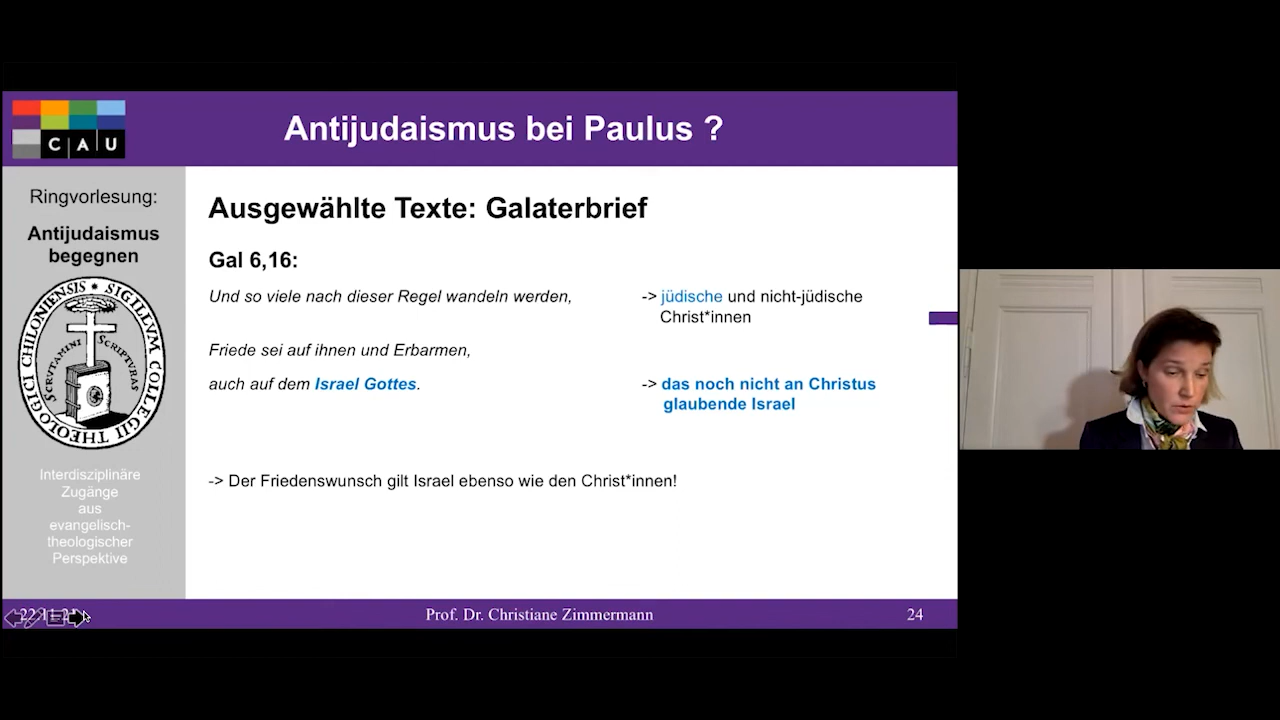 Antijudaismus bei Paulus ?
C|A|U
Ringvorlesung:
Antijudaismus
begegnen
SIGILLVM COLLEGII THEOLOGICI CHILONIENSIS
SCRVTAMINI SCRIPTVRAS
Interdisziplinäre
Zugänge
aus
evangelisch-
theologischer
Perspektive
Ausgewählte Texte: Galaterbrief
Gal 6,16:
Und so viele nach dieser Regel wandeln werden,
-> jüdische und nicht-jüdische
Christ*innen
Friede sei auf ihnen und Erbarmen,
auch auf dem Israel Gottes.
-> das noch nicht an Christus
glaubende Israel
-> Der Friedenswunsch gilt Israel ebenso wie den Christ*innen!
Prof. Dr. Christiane Zimmermann
24